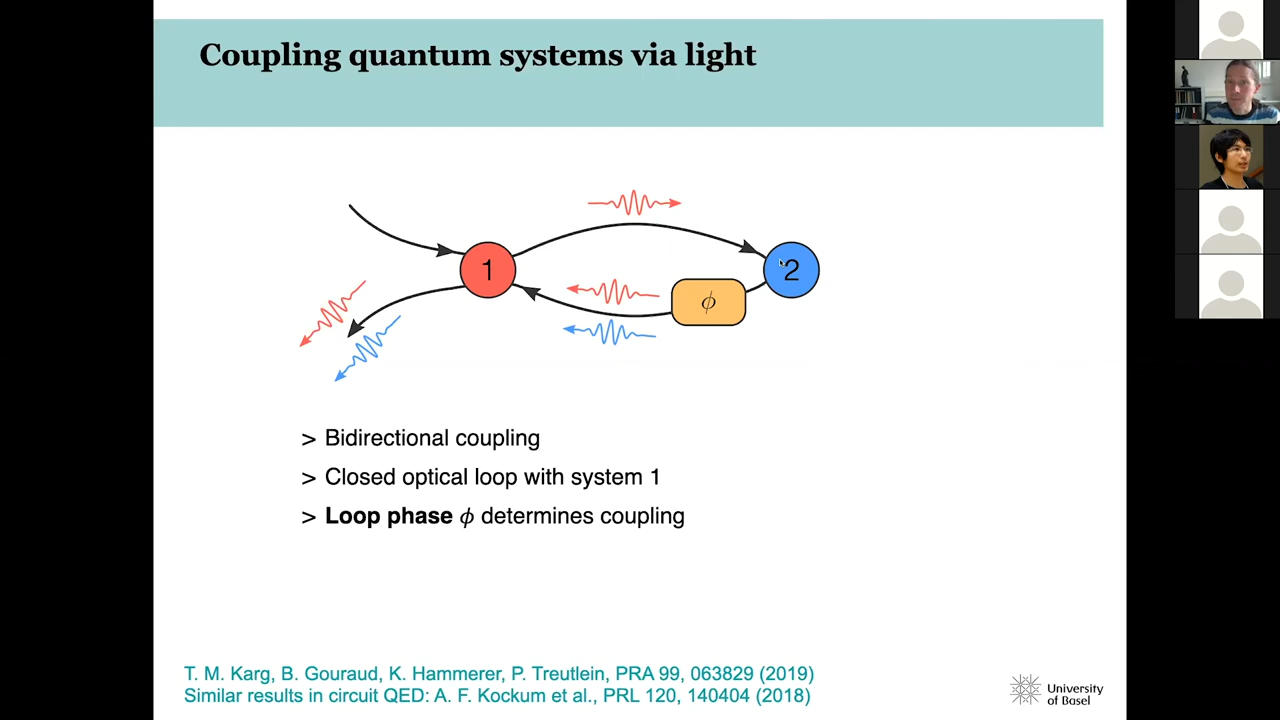 Coupling quantum systems via light
1
2
ϕ
> Bidirectional coupling
> Closed optical loop with system 1
> Loop phase ϕ determines coupling
T. M. Karg, B. Gouraud, K. Hammerer, P. Treutlein, PRA 99, 063829 (2019)
Similar results in circuit QED: A. F. Kockum et al., PRL 120, 140404 (2018)
University
of Basel